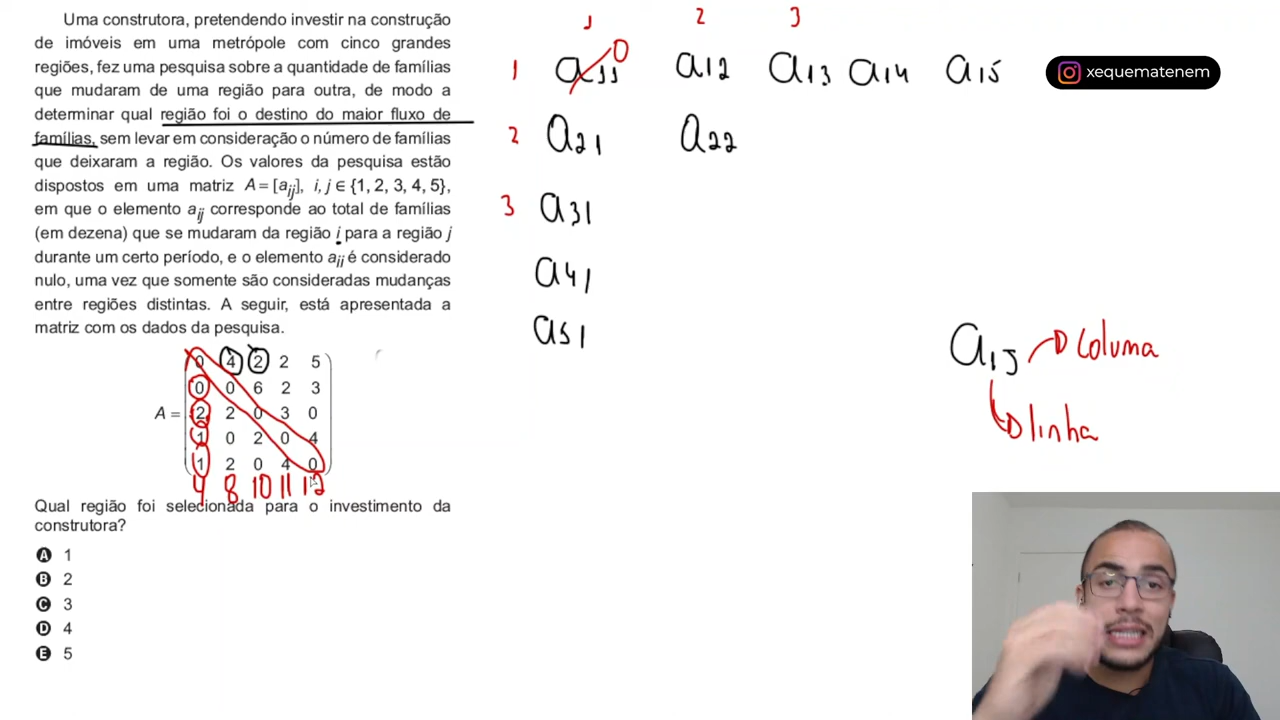 Uma construtora, pretendendo investir na construção
de imóveis em uma metrópole com cinco grandes
regiões, fez uma pesquisa sobre a quantidade de famílias
que mudaram de uma região para outra, de modo a
determinar qual região foi o destino do maior fluxo de
famílias, sem levar em consideração o número de famílias
que deixaram a região. Os valores da pesquisa estão
dispostos em uma matriz A = [aij], i, j ∈ {1, 2, 3, 4, 5},
em que o elemento aij corresponde ao total de famílias
(em dezena) que se mudaram da região i para a região j
durante um certo período, e o elemento aii é considerado
nulo, uma vez que somente são consideradas mudanças
entre regiões distintas. A seguir, está apresentada a
matriz com os dados da pesquisa.
0 4 2 2 5
0 0 6 2 3
A = 2 2 0 3 0
1 0 2 0 4
1 2 0 4 0
4 8 10 11 12
Qual região foi selecionada para o investimento da
construtora?
A 1
B 2
C 3
D 4
E 5
1 2 3
1 a11 0 a12 a13 a14 a15
2 a21 a22
3 a31
a41
a51
aij coluna
linha
xequematenem